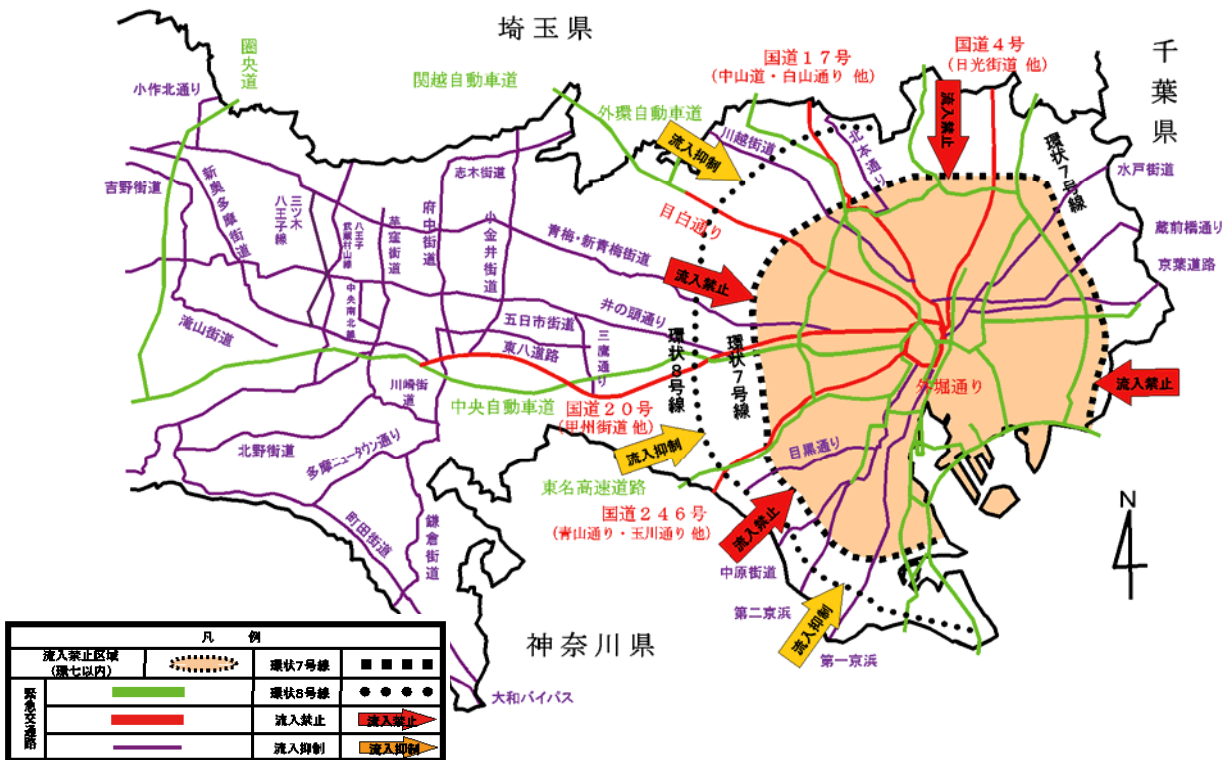 埼玉県
千葉県
国道17号
(中山道・白山通り 他)
国道4号
(日光街道 他)
圏央道
小作北通り
関越自動車道
外環自動車道
流入禁止
流入抑制
川越街道
北本通り
環状7号線
水戸街道
吉野街道
新奥多摩街道
三ツ木
八王子線
八王子
武蔵村山線
芋窪街道
府中街道
志木街道
小金井街道
目白通り
青梅・新青梅街道
蔵前橋通り
京葉道路
流入禁止
中央南北線
井の頭通り
五日市街道
滝山街道
東八道路
三鷹通り
環状8号線
環状7号線
外堀通り
流入禁止
川崎街道
中央自動車道
国道20号
(甲州街道 他)
北野街道
多摩ニュータウン通り
流入抑制
目黒通り
東名高速道路
国道246号
(青山通り・玉川通り 他)
流入禁止
N
町田街道
鎌倉街道
中原街道
第二京浜
流入抑制
第一京浜
神奈川県
大和バイパス
凡 例
流入禁止区域
(環七以内)
環状7号線
緊急交通路
環状8号線
流入禁止
流入禁止
流入抑制
流入抑制